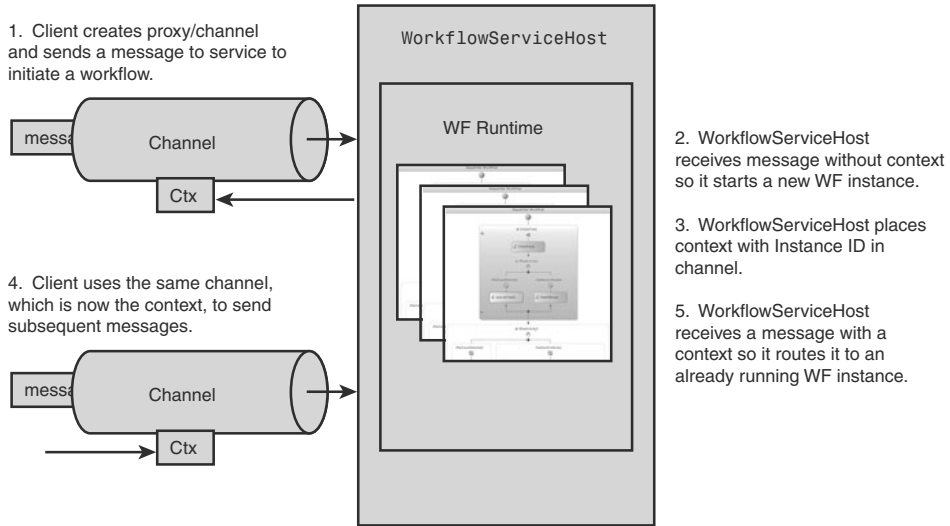 1. Client creates proxy/channel
and sends a message to service to
initiate a workflow.
messa
Channel
Ctx
4. Client uses the same channel,
which is now the context, to send
subsequent messages.
messa
Channel
Ctx
WorkflowServiceHost
WF Runtime
2. WorkflowServiceHost
receives message without context
so it starts a new WF instance.
3. WorkflowServiceHost places
context with Instance ID in
channel.
5. WorkflowServiceHost
receives a message with a
context so it routes it to an
already running WF instance.